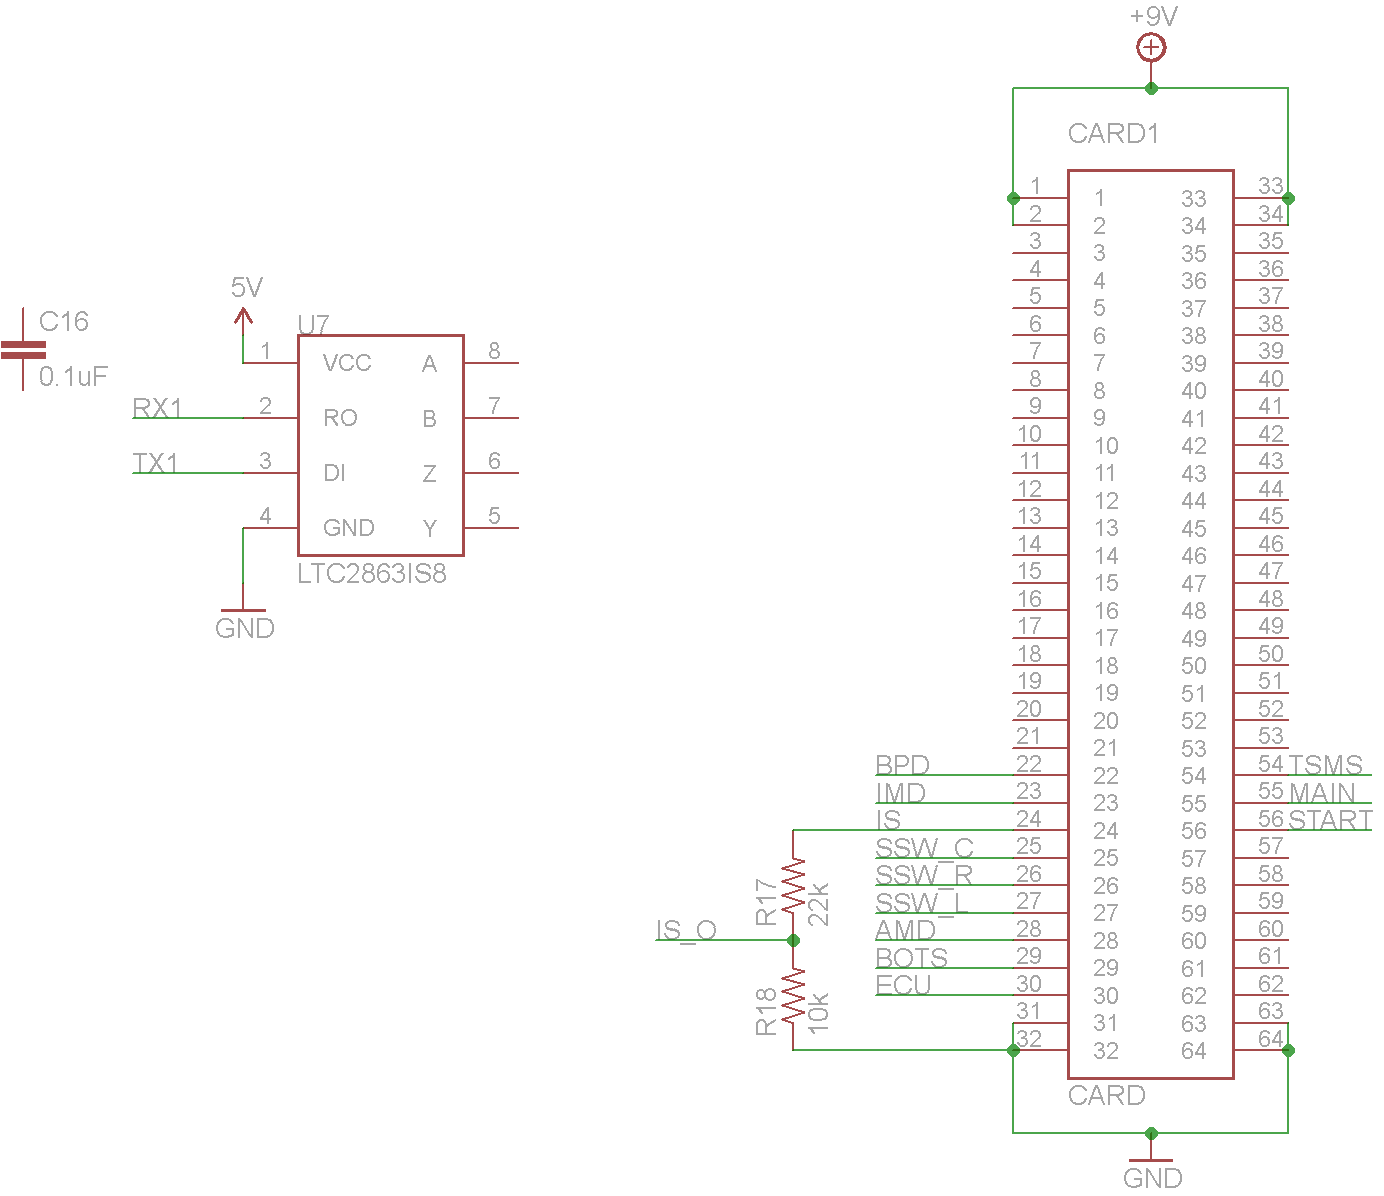 +9V
CARD1
1 1 33 33
2 2 34 34
3 3 35 35
4 4 36 36
5 5 37 37
6 6 38 38
7 7 39 39
8 8 40 40
9 9 41 41
10 10 42 42
11 11 43 43
12 12 44 44
13 13 45 45
14 14 46 46
15 15 47 47
16 16 48 48
17 17 49 49
18 18 50 50
19 19 51 51
20 20 52 52
21 21 53 53
BPD 22 22 54 54 TSMS
IMD 23 23 55 55 MAIN
IS 24 24 56 56 START
SSW_C 25 25 57 57
SSW_R 26 26 58 58
SSW_L 27 27 59 59
AMD 28 28 60 60
BOTS 29 29 61 61
ECU 30 30 62 62
31 31 63 63
32 32 64 64
CARD
GND
C16
0.1uF
5V
U7
1 VCC A 8
RX1 2 RO B 7
TX1 3 DI Z 6
4 GND Y 5
LTC2863IS8
GND
R17
22k
IS_O
R18
10k